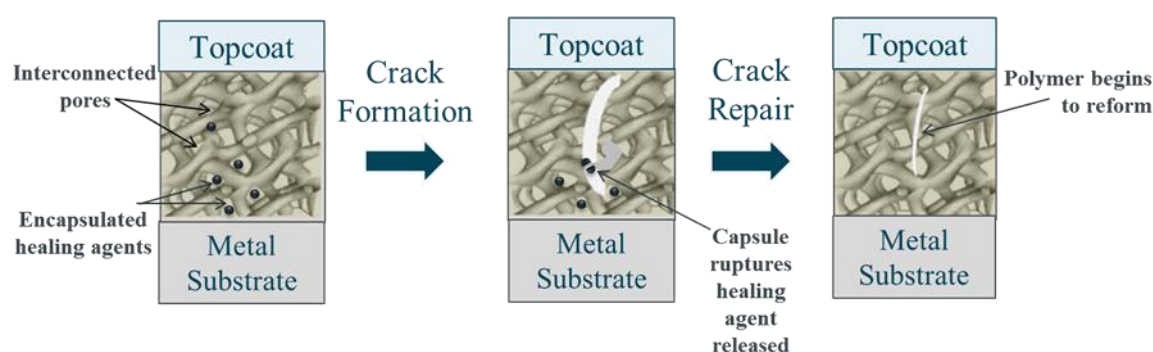 Topcoat
Interconnected
pores
Encapsulated
healing agents
Metal
Substrate
Crack
Formation
Topcoat
Metal
Substrate
Capsule
ruptures
healing
agent
released
Crack
Repair
Topcoat
Polymer begins
to reform
Metal
Substrate